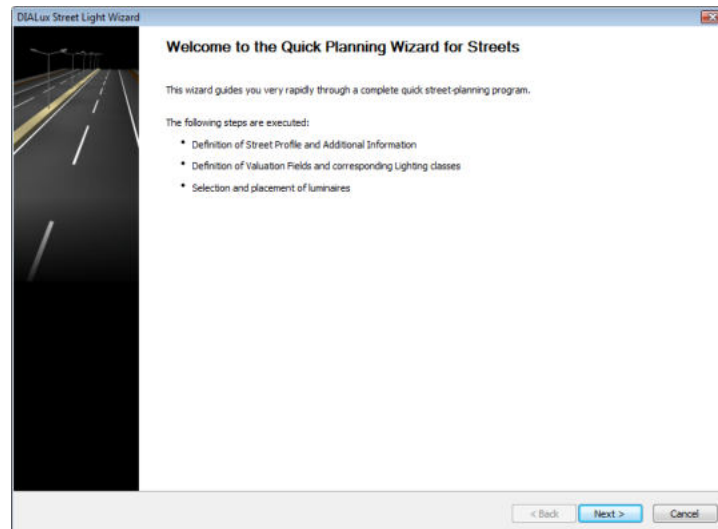 DIALux Street Light Wizard
Welcome to the Quick Planning Wizard for Streets
This wizard guides you very rapidly through a complete quick street-planning program.
The following steps are executed:
• Definition of Street Profile and Additional Information
• Definition of Valuation Fields and corresponding Lighting classes
• Selection and placement of luminaires
< Back Next > Cancel